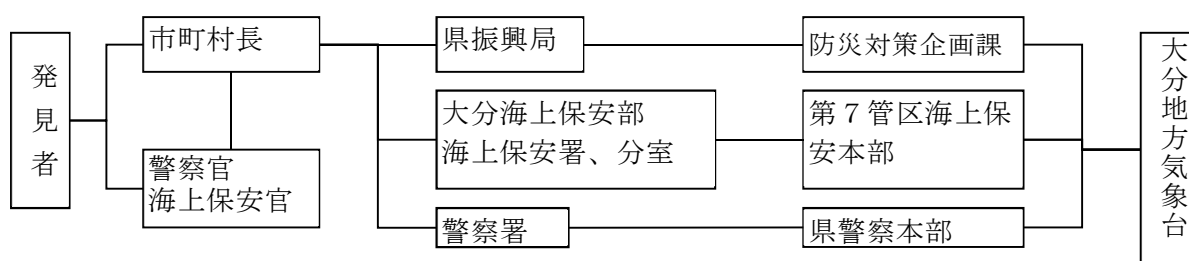 発見者
市町村長
警察官
海上保安官
県振興局
大分海上保安部
海上保安署、分室
警察署
防災対策企画課
第７管区海上保
安本部
県警察本部
大分地方気象台